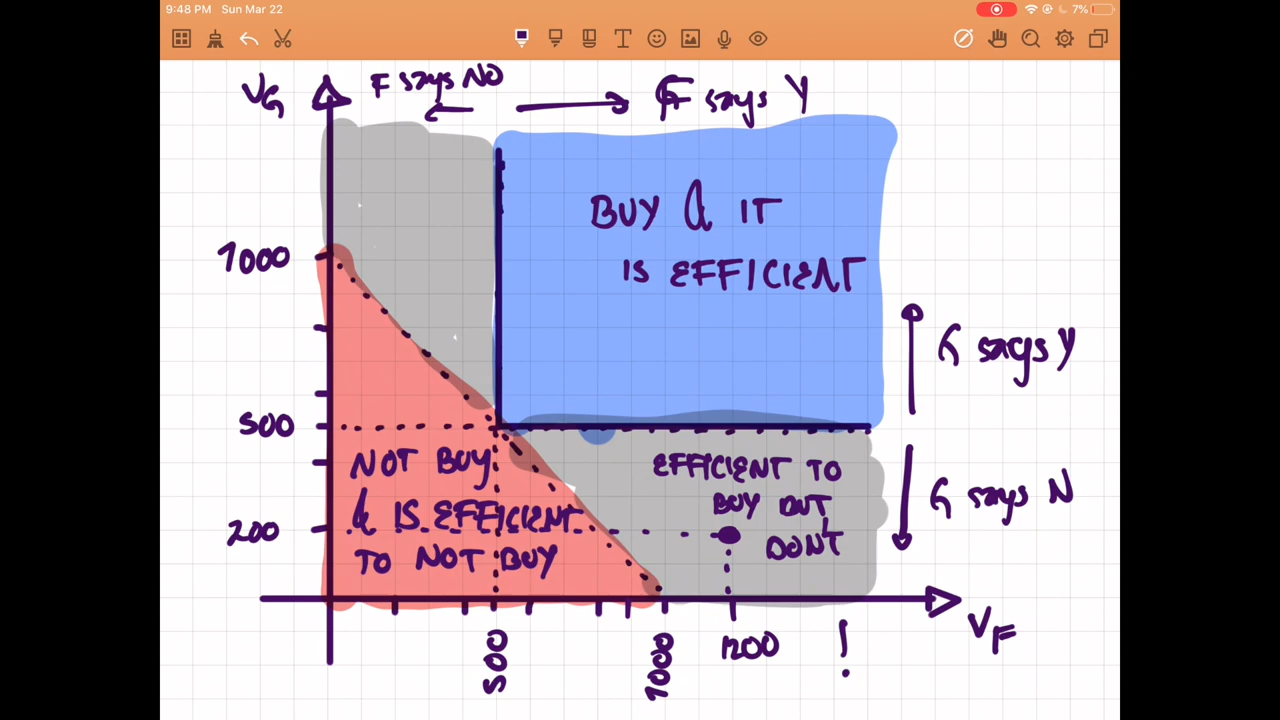 9:48 PM Sun Mar 22
7%
VG
F says NO
F says Y
BUY & IT
IS EFFICIENT
1000
G says Y
500
NOT BUY
& IS EFFICIENT
TO NOT BUY
EFFICIENT TO
BUY BUT
DON'T
G says N
200
500
1000
1200
!
VF